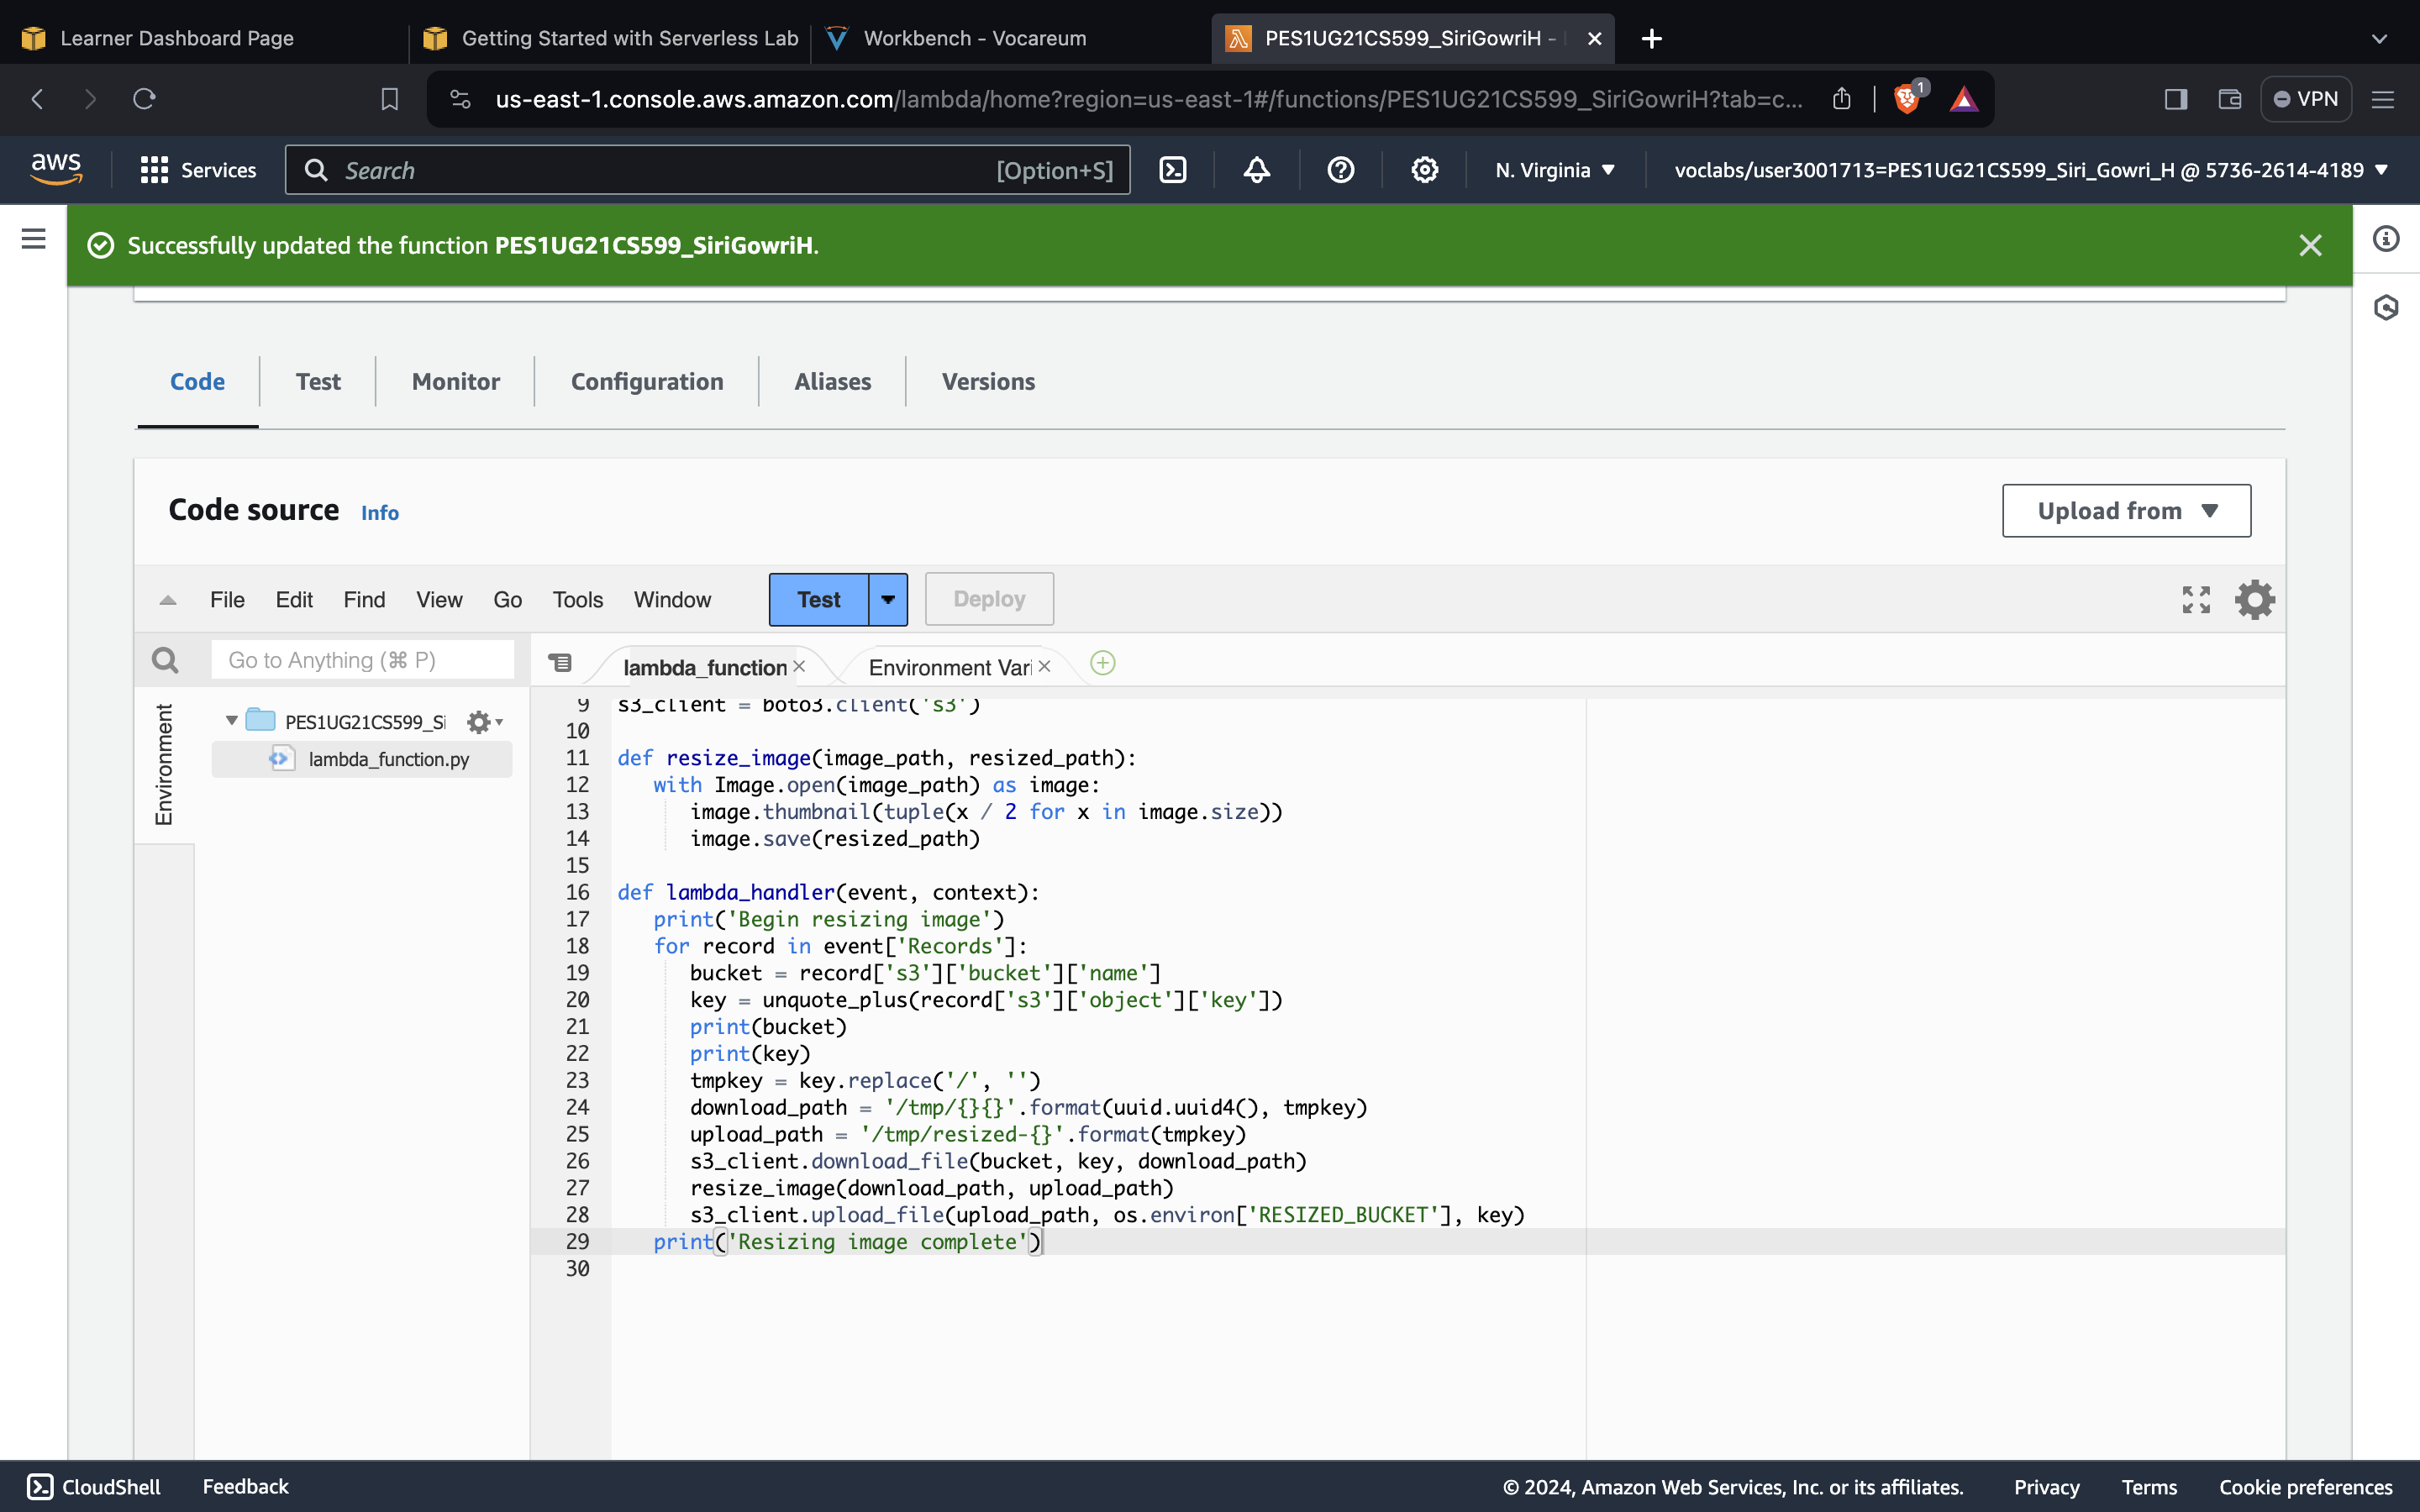 Learner Dashboard Page
Getting Started with Serverless Lab
Workbench - Vocareum
PES1UG21CS599_SiriGowriH -
us-east-1.console.aws.amazon.com/lambda/home?region=us-east-1#/functions/PES1UG21CS599_SiriGowriH?tab=c...
1
VPN
aws
Services
Search
[Option+S]
N. Virginia
voclabs/user3001713=PES1UG21CS599_Siri_Gowri_H @ 5736-2614-4189
Successfully updated the function PES1UG21CS599_SiriGowriH.
Code
Test
Monitor
Configuration
Aliases
Versions
Code source
Info
Upload from
File
Edit
Find
View
Go
Tools
Window
Test
Deploy
Go to Anything (⌘ P)
lambda_function
Environment Vari
Environment
PES1UG21CS599_Si
lambda_function.py
9 s3_client = boto3.client('s3')
10
11 def resize_image(image_path, resized_path):
12    with Image.open(image_path) as image:
13       image.thumbnail(tuple(x / 2 for x in image.size))
14       image.save(resized_path)
15
16 def lambda_handler(event, context):
17    print('Begin resizing image')
18    for record in event['Records']:
19       bucket = record['s3']['bucket']['name']
20       key = unquote_plus(record['s3']['object']['key'])
21       print(bucket)
22       print(key)
23       tmpkey = key.replace('/', '')
24       download_path = '/tmp/{}{}'.format(uuid.uuid4(), tmpkey)
25       upload_path = '/tmp/resized-{}'.format(tmpkey)
26       s3_client.download_file(bucket, key, download_path)
27       resize_image(download_path, upload_path)
28       s3_client.upload_file(upload_path, os.environ['RESIZED_BUCKET'], key)
29    print('Resizing image complete')
30
CloudShell
Feedback
© 2024, Amazon Web Services, Inc. or its affiliates.
Privacy
Terms
Cookie preferences